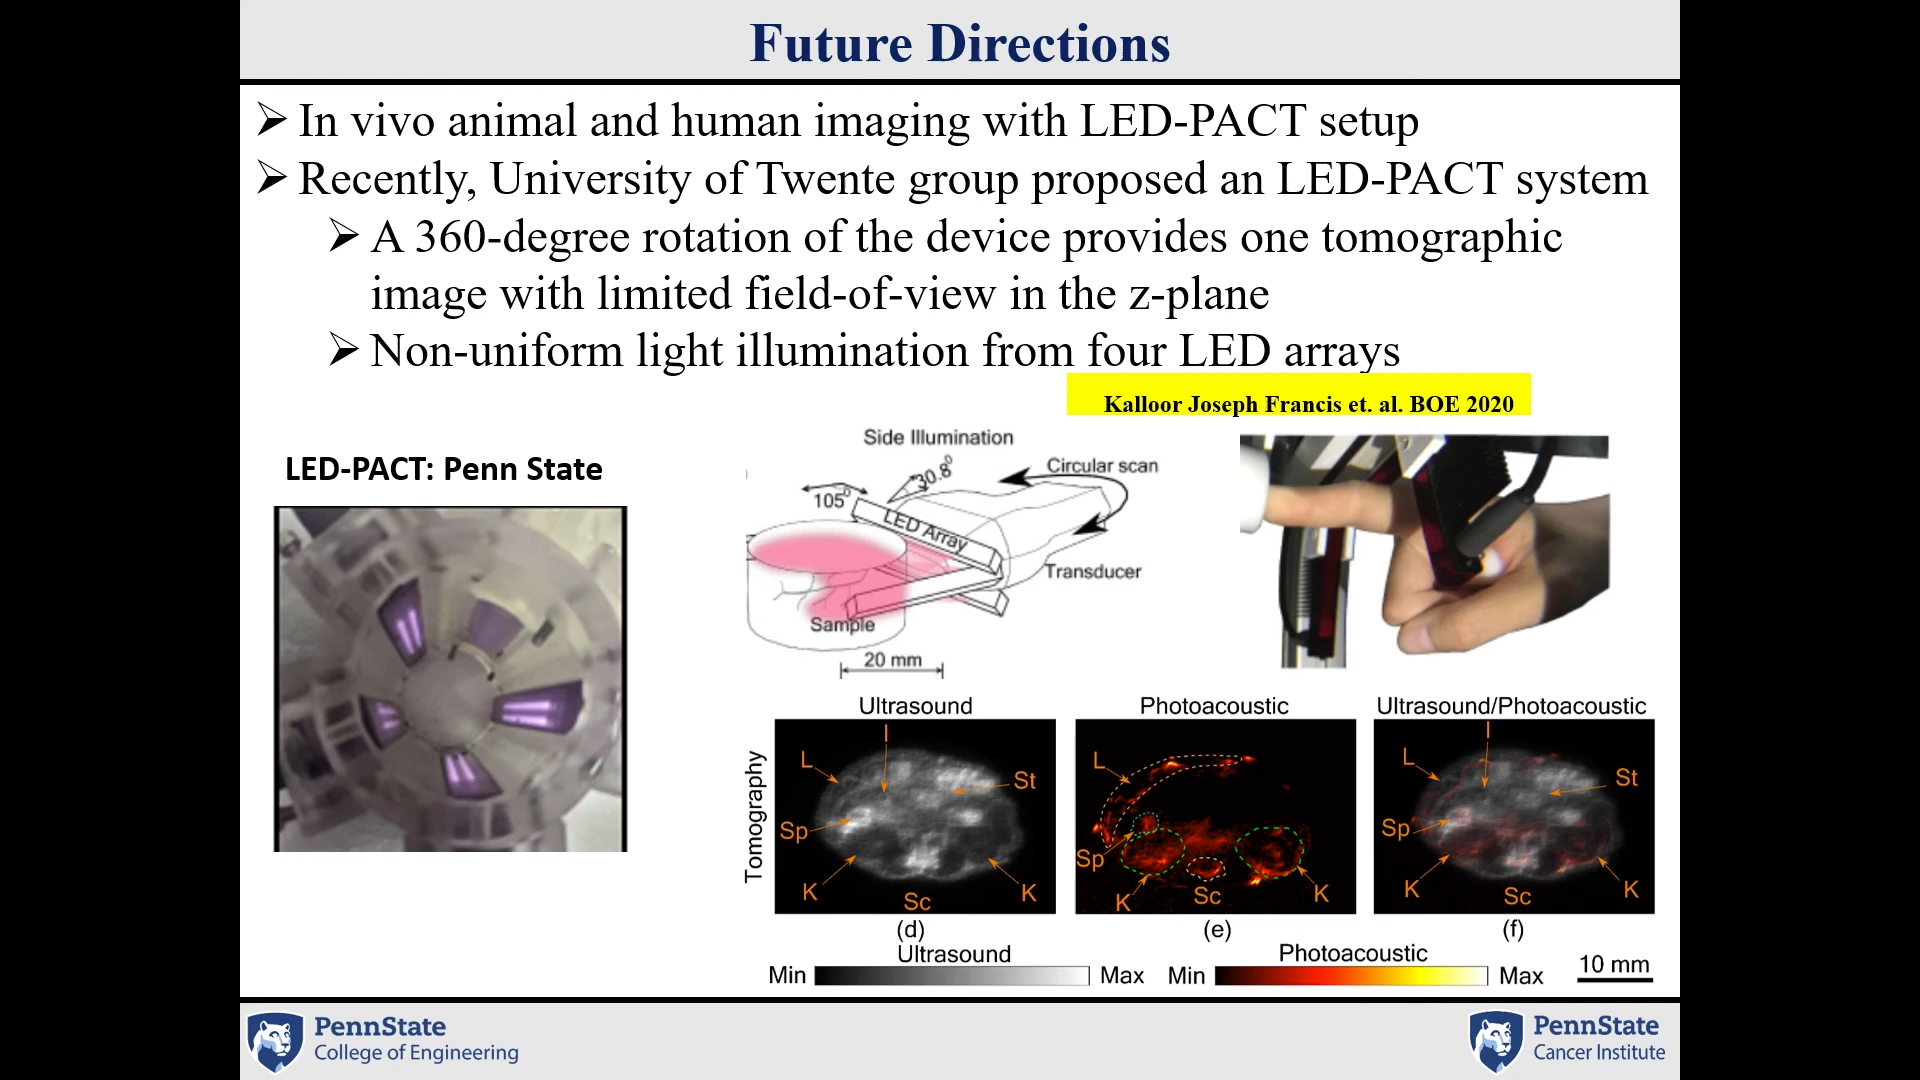 Future Directions
In vivo animal and human imaging with LED-PACT setup
Recently, University of Twente group proposed an LED-PACT system
A 360-degree rotation of the device provides one tomographic
image with limited field-of-view in the z-plane
Non-uniform light illumination from four LED arrays
Kalloor Joseph Francis et. al. BOE 2020
LED-PACT: Penn State
Side Illumination
30.8⁰
Circular scan
105⁰
LED Array
Transducer
Sample
20 mm
Ultrasound
Photoacoustic
Ultrasound/Photoacoustic
Tomography
I
L
St
Sp
K
Sc
K
(d)
L
Sp
K
Sc
K
(e)
I
L
St
Sp
K
Sc
K
(f)
Ultrasound
Min
Max
Photoacoustic
Min
Max
10 mm
PennState
College of Engineering
PennState
Cancer Institute